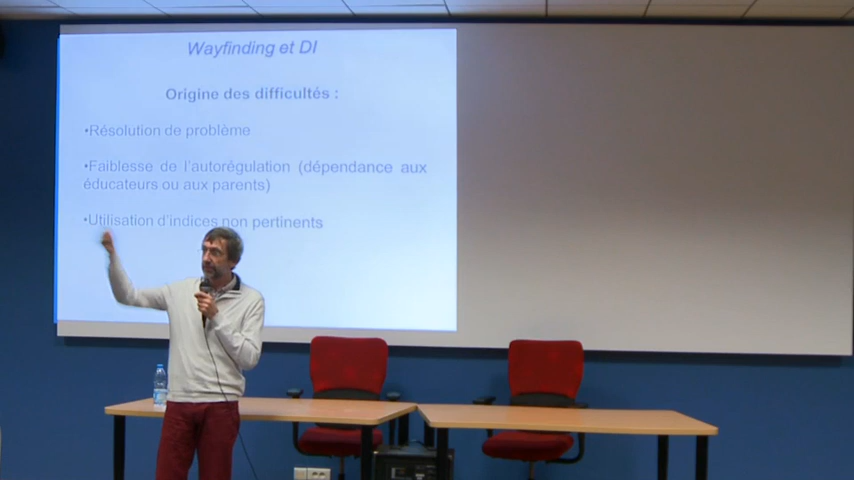 Wayfinding et DI
Origine des difficultés :
•Résolution de problème
•Faiblesse de l'autorégulation (dépendance aux
éducateurs ou aux parents)
•Utilisation d'indices non pertinents